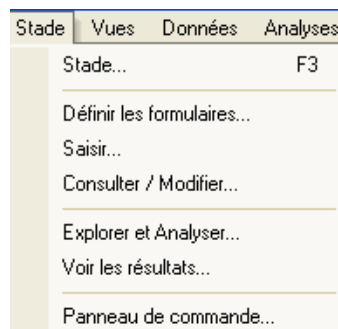 Stade Vues Données Analyses
Stade... F3
Définir les formulaires...
Saisir...
Consulter / Modifier...
Explorer et Analyser...
Voir les résultats...
Panneau de commande...